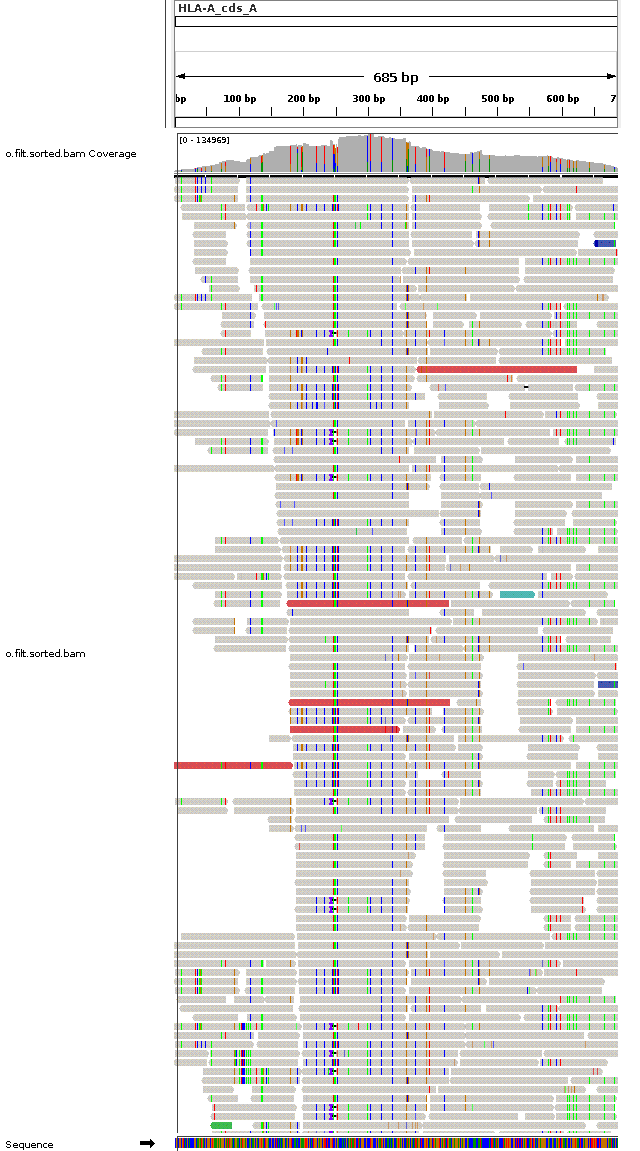 HLA-A_cds_A
685 bp
bp 100 bp 200 bp 300 bp 400 bp 500 bp 600 bp 7
[0 - 134969]
o.filt.sorted.bam Coverage
o.filt.sorted.bam
Sequence